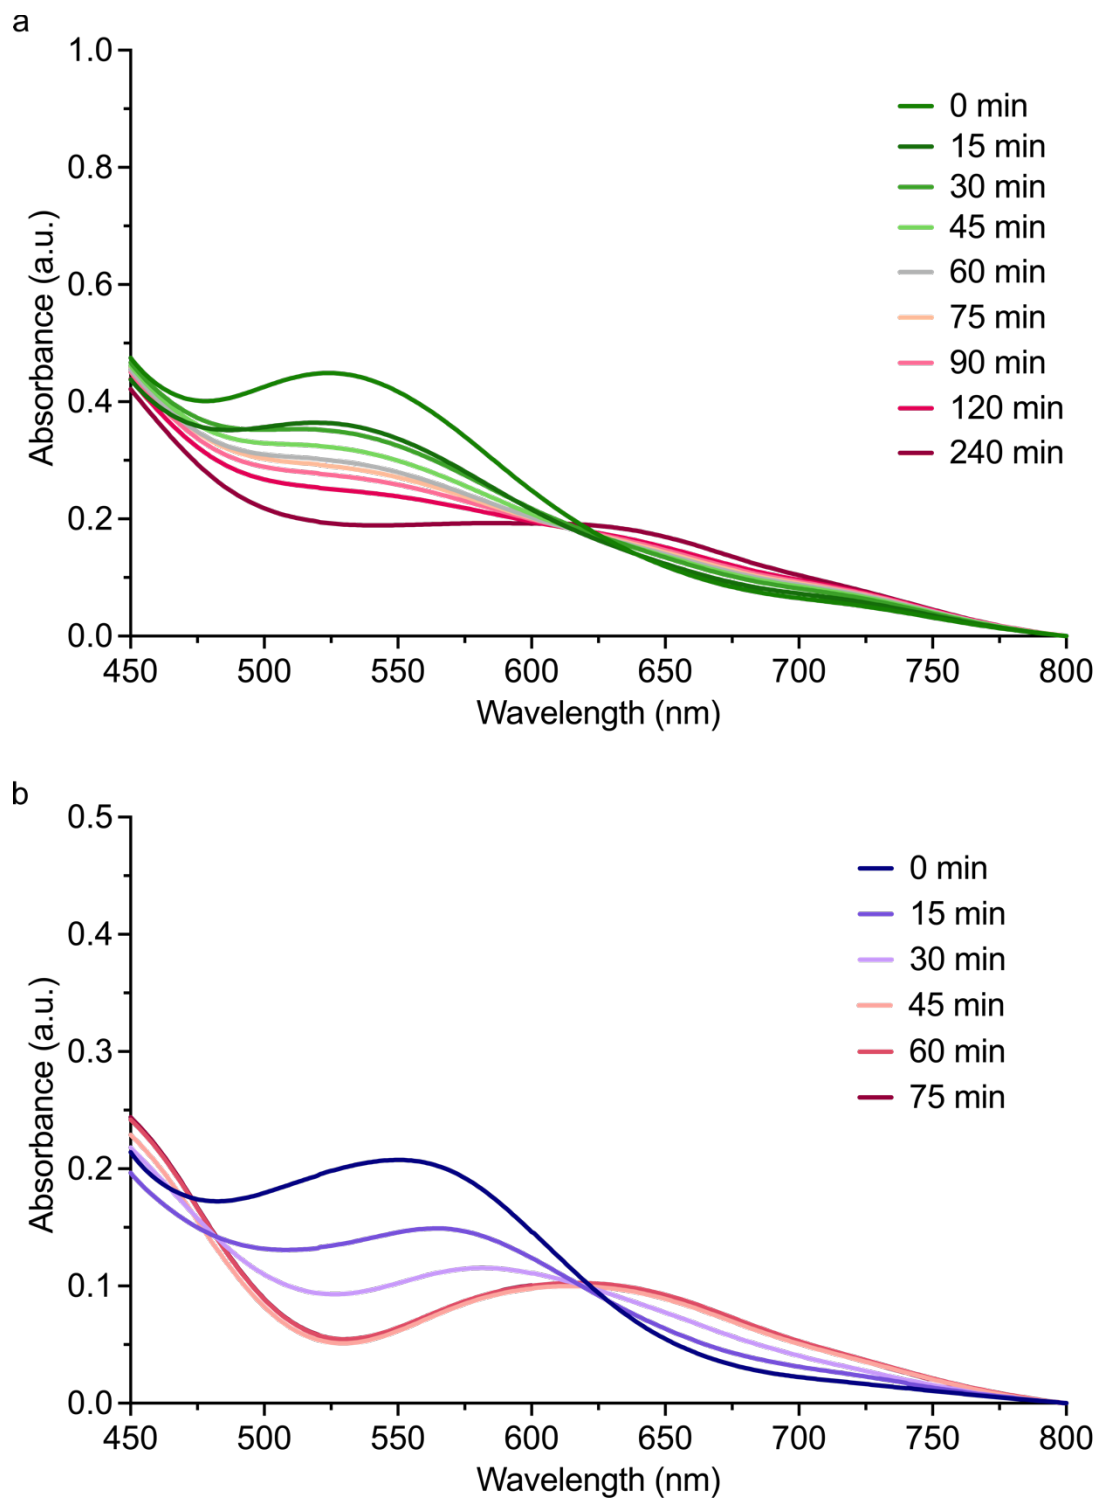 a
1.0
0.8
0.6
0.4
0.2
0.0
Absorbance (a.u.)
0 min
15 min
30 min
45 min
60 min
75 min
90 min
120 min
240 min
450 500 550 600 650 700 750 800
Wavelength (nm)
b
0.5
0.4
0.3
0.2
0.1
0.0
Absorbance (a.u.)
0 min
15 min
30 min
45 min
60 min
75 min
450 500 550 600 650 700 750 800
Wavelength (nm)